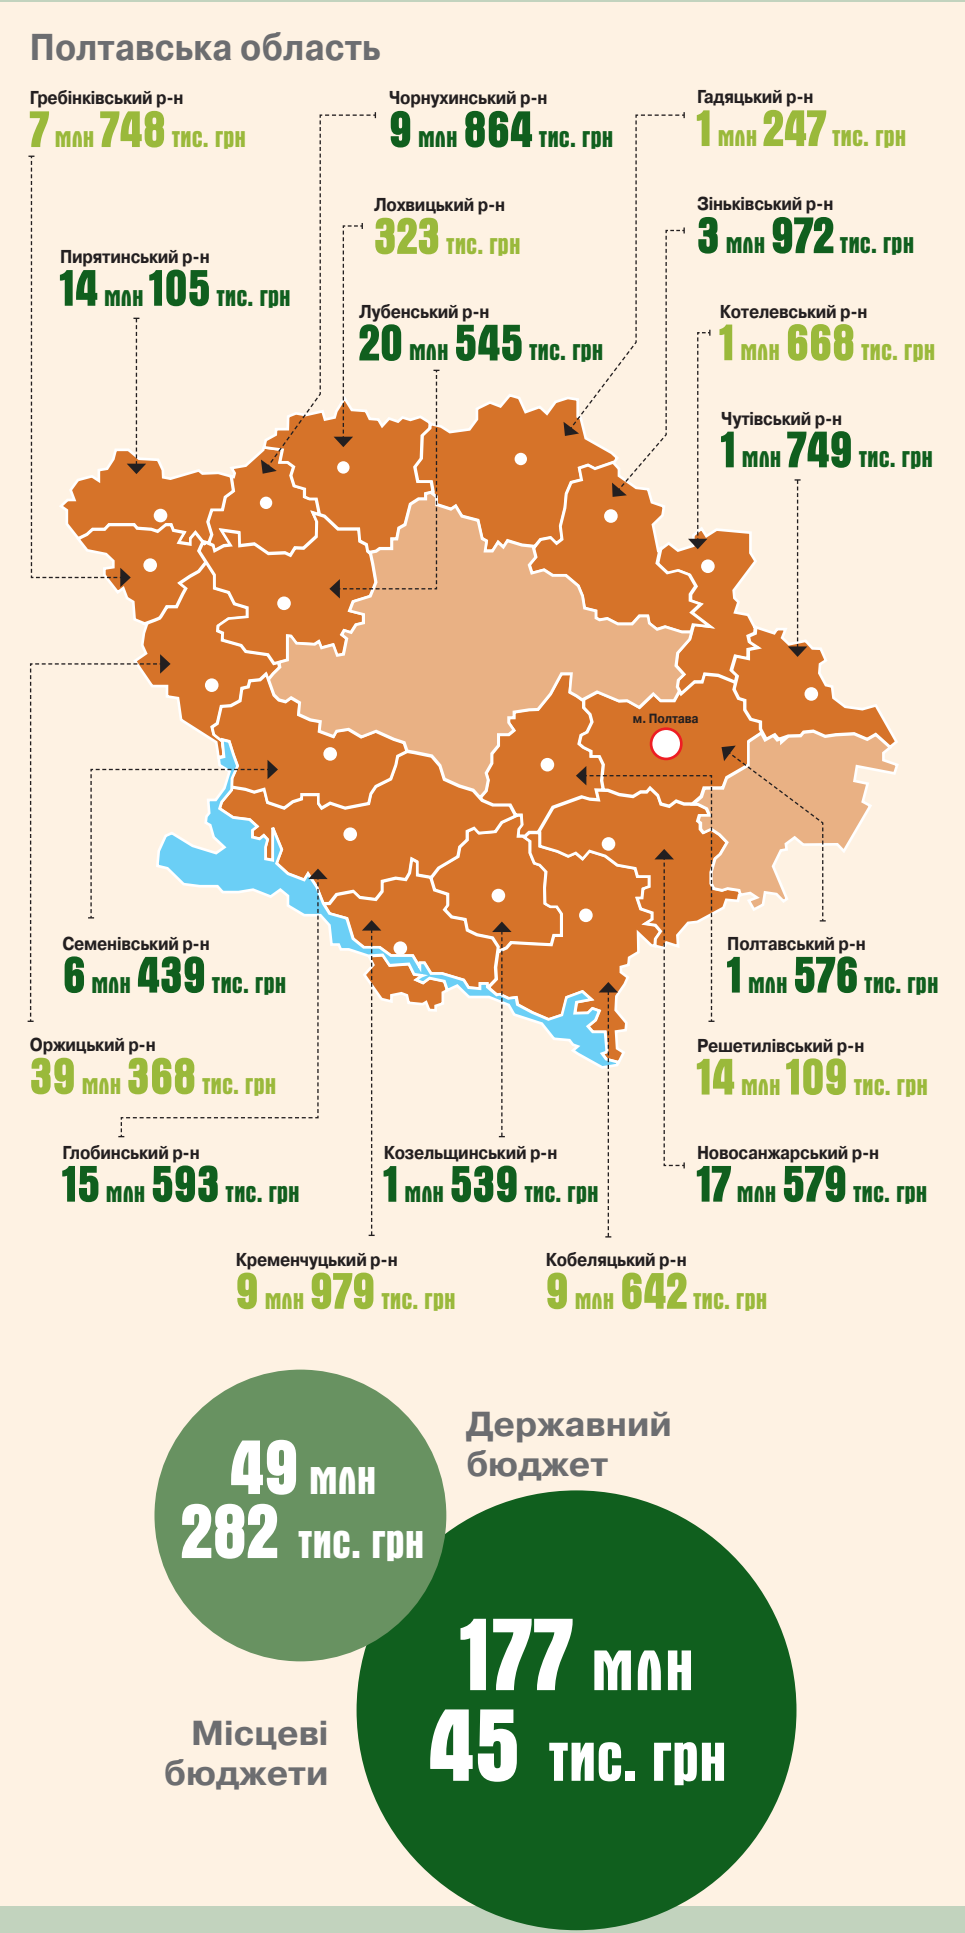 Полтавська область
Гребінківський р-н
7 млн 748 тис. грн
Чорнухинський р-н
9 млн 864 тис. грн
Гадяцький р-н
1 млн 247 тис. грн
Лохвицький р-н
323 тис. грн
Зіньківський р-н
3 млн 972 тис. грн
Пирятинський р-н
14 млн 105 тис. грн
Лубенський р-н
20 млн 545 тис. грн
Котелевський р-н
1 млн 668 тис. грн
Чутівський р-н
1 млн 749 тис. грн
м. Полтава
Семенівський р-н
6 млн 439 тис. грн
Полтавський р-н
1 млн 576 тис. грн
Оржицький р-н
39 млн 368 тис. грн
Решетилівський р-н
14 млн 109 тис. грн
Глобинський р-н
15 млн 593 тис. грн
Козельщинський р-н
1 млн 539 тис. грн
Новосанжарський р-н
17 млн 579 тис. грн
Кременчуцький р-н
9 млн 979 тис. грн
Кобеляцький р-н
9 млн 642 тис. грн
49 млн
282 тис. грн
Державний
бюджет
177 млн
45 тис. грн
Місцеві
бюджети